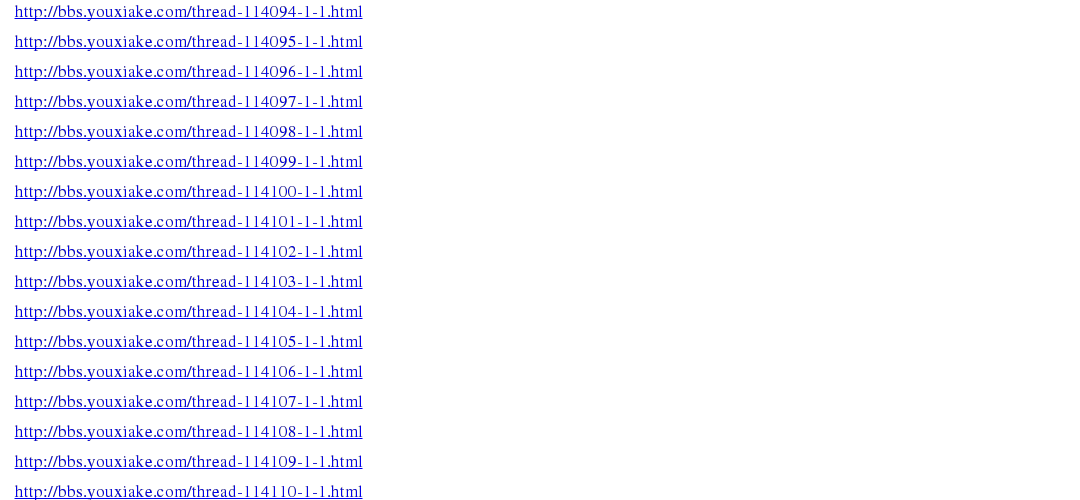 http://bbs.youxiake.com/thread-114094-1-1.html
http://bbs.youxiake.com/thread-114095-1-1.html
http://bbs.youxiake.com/thread-114096-1-1.html
http://bbs.youxiake.com/thread-114097-1-1.html
http://bbs.youxiake.com/thread-114098-1-1.html
http://bbs.youxiake.com/thread-114099-1-1.html
http://bbs.youxiake.com/thread-114100-1-1.html
http://bbs.youxiake.com/thread-114101-1-1.html
http://bbs.youxiake.com/thread-114102-1-1.html
http://bbs.youxiake.com/thread-114103-1-1.html
http://bbs.youxiake.com/thread-114104-1-1.html
http://bbs.youxiake.com/thread-114105-1-1.html
http://bbs.youxiake.com/thread-114106-1-1.html
http://bbs.youxiake.com/thread-114107-1-1.html
http://bbs.youxiake.com/thread-114108-1-1.html
http://bbs.youxiake.com/thread-114109-1-1.html
http://bbs.youxiake.com/thread-114110-1-1.html